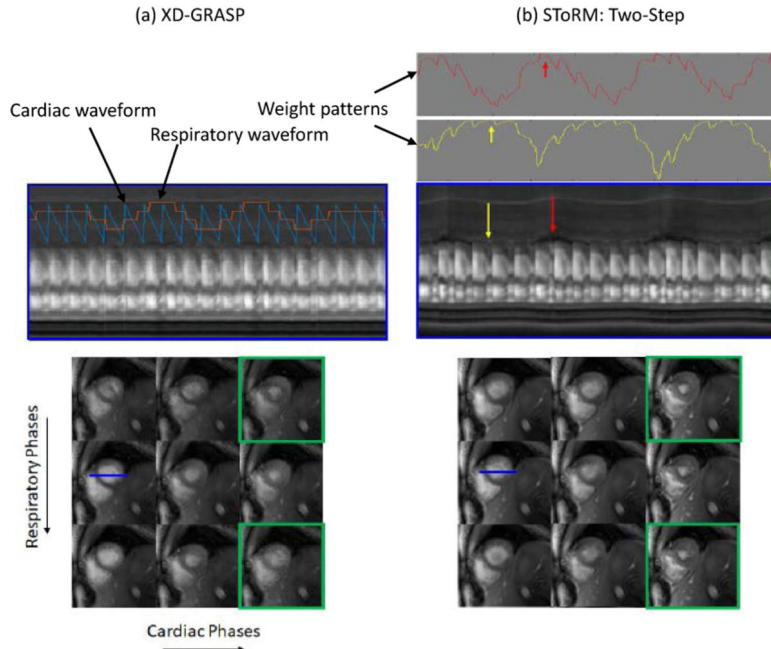 (a) XD-GRASP
(b) SToRM: Two-Step
Cardiac waveform
Respiratory waveform
Weight patterns
Respiratory Phases
Cardiac Phases